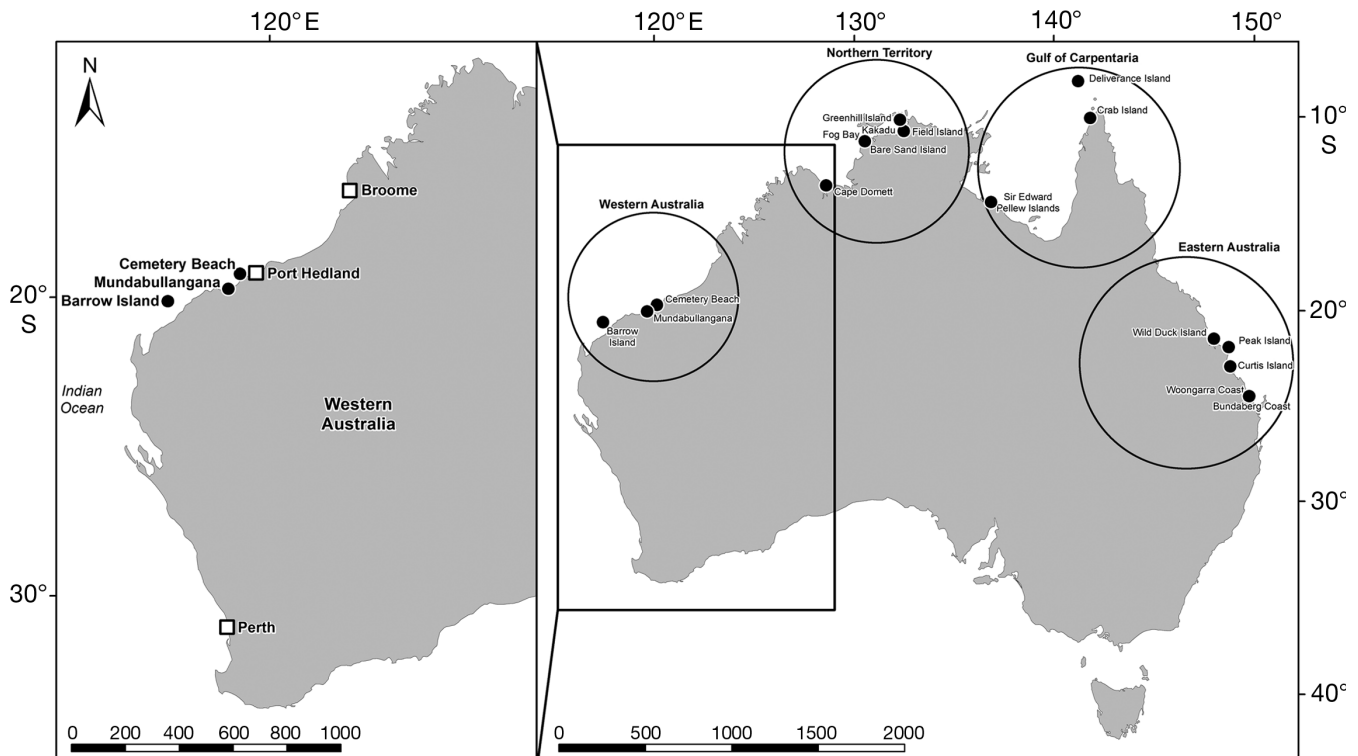 120°E
120°E
130°
140°
150°
N
Broome
Cemetery Beach
Port Hedland
Mundabullangana
Barrow Island
20°
S
Indian
Ocean
Western
Australia
30°
Perth
0
200
400
600
800
1000
Northern Territory
Greenhill Island
Kakadu
Field Island
Fog Bay
Bare Sand Island
Cape Domett
Gulf of Carpentaria
Deliverance Island
Crab Island
Sir Edward
Pellew Islands
10°
S
Western Australia
Cemetery Beach
Mundabullangana
Barrow
Island
Eastern Australia
Wild Duck Island
Peak Island
Curtis Island
Woongarra Coast
Bundaberg Coast
20°
30°
40°
0
500
1000
1500
2000